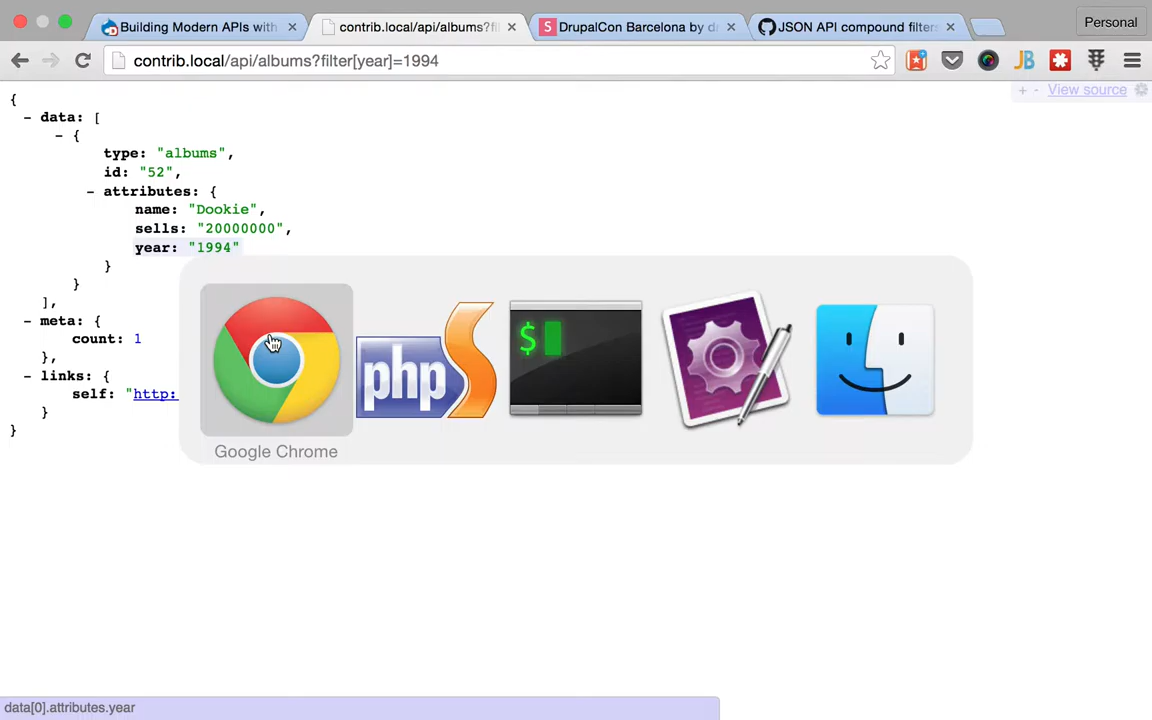 Building Modern APIs with
contrib.local/api/albums?fi
DrupalCon Barcelona by d
JSON API compound filters
Personal
contrib.local/api/albums?filter[year]=1994
JB
+ - View source
{
- data: [
- {
type: "albums",
id: "52",
- attributes: {
name: "Dookie",
sells: "20000000",
year: "1994"
}
}
],
- meta: {
count: 1
},
- links: {
self: "http:
}
}
php
$
Google Chrome
data[0].attributes.year